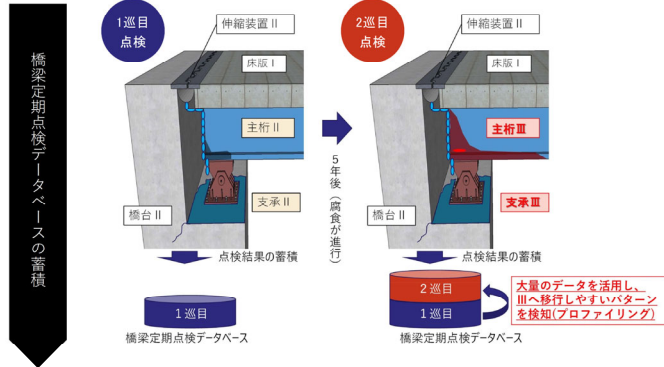 橋梁定期点検データベースの蓄積
1巡目
点検
伸縮装置Ⅱ
床版Ⅰ
主桁Ⅱ
支承Ⅱ
橋台Ⅱ
点検結果の蓄積
1巡目
橋梁定期点検データベース
5年後(腐食が進行)
2巡目
点検
伸縮装置Ⅱ
床版Ⅰ
主桁Ⅲ
支承Ⅲ
橋台Ⅱ
点検結果の蓄積
2巡目
1巡目
橋梁定期点検データベース
大量のデータを活用し、
Ⅲへ移行しやすいパターン
を検知(プロファイリング)